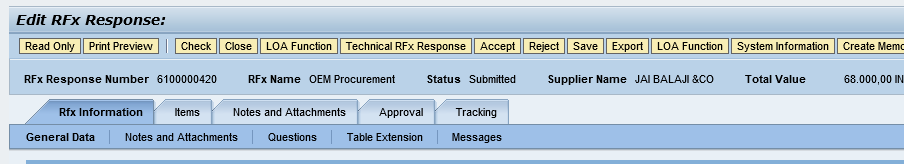 Edit RFx Response:
Read Only Print Preview Check Close LOA Function Technical RFx Response Accept Reject Save Export LOA Function System Information Create Memo
RFx Response Number 6100000420 RFx Name OEM Procurement Status Submitted Supplier Name JAI BALAJI &CO Total Value 68.000,00 IN
Rfx Information Items Notes and Attachments Approval Tracking
General Data Notes and Attachments Questions Table Extension Messages